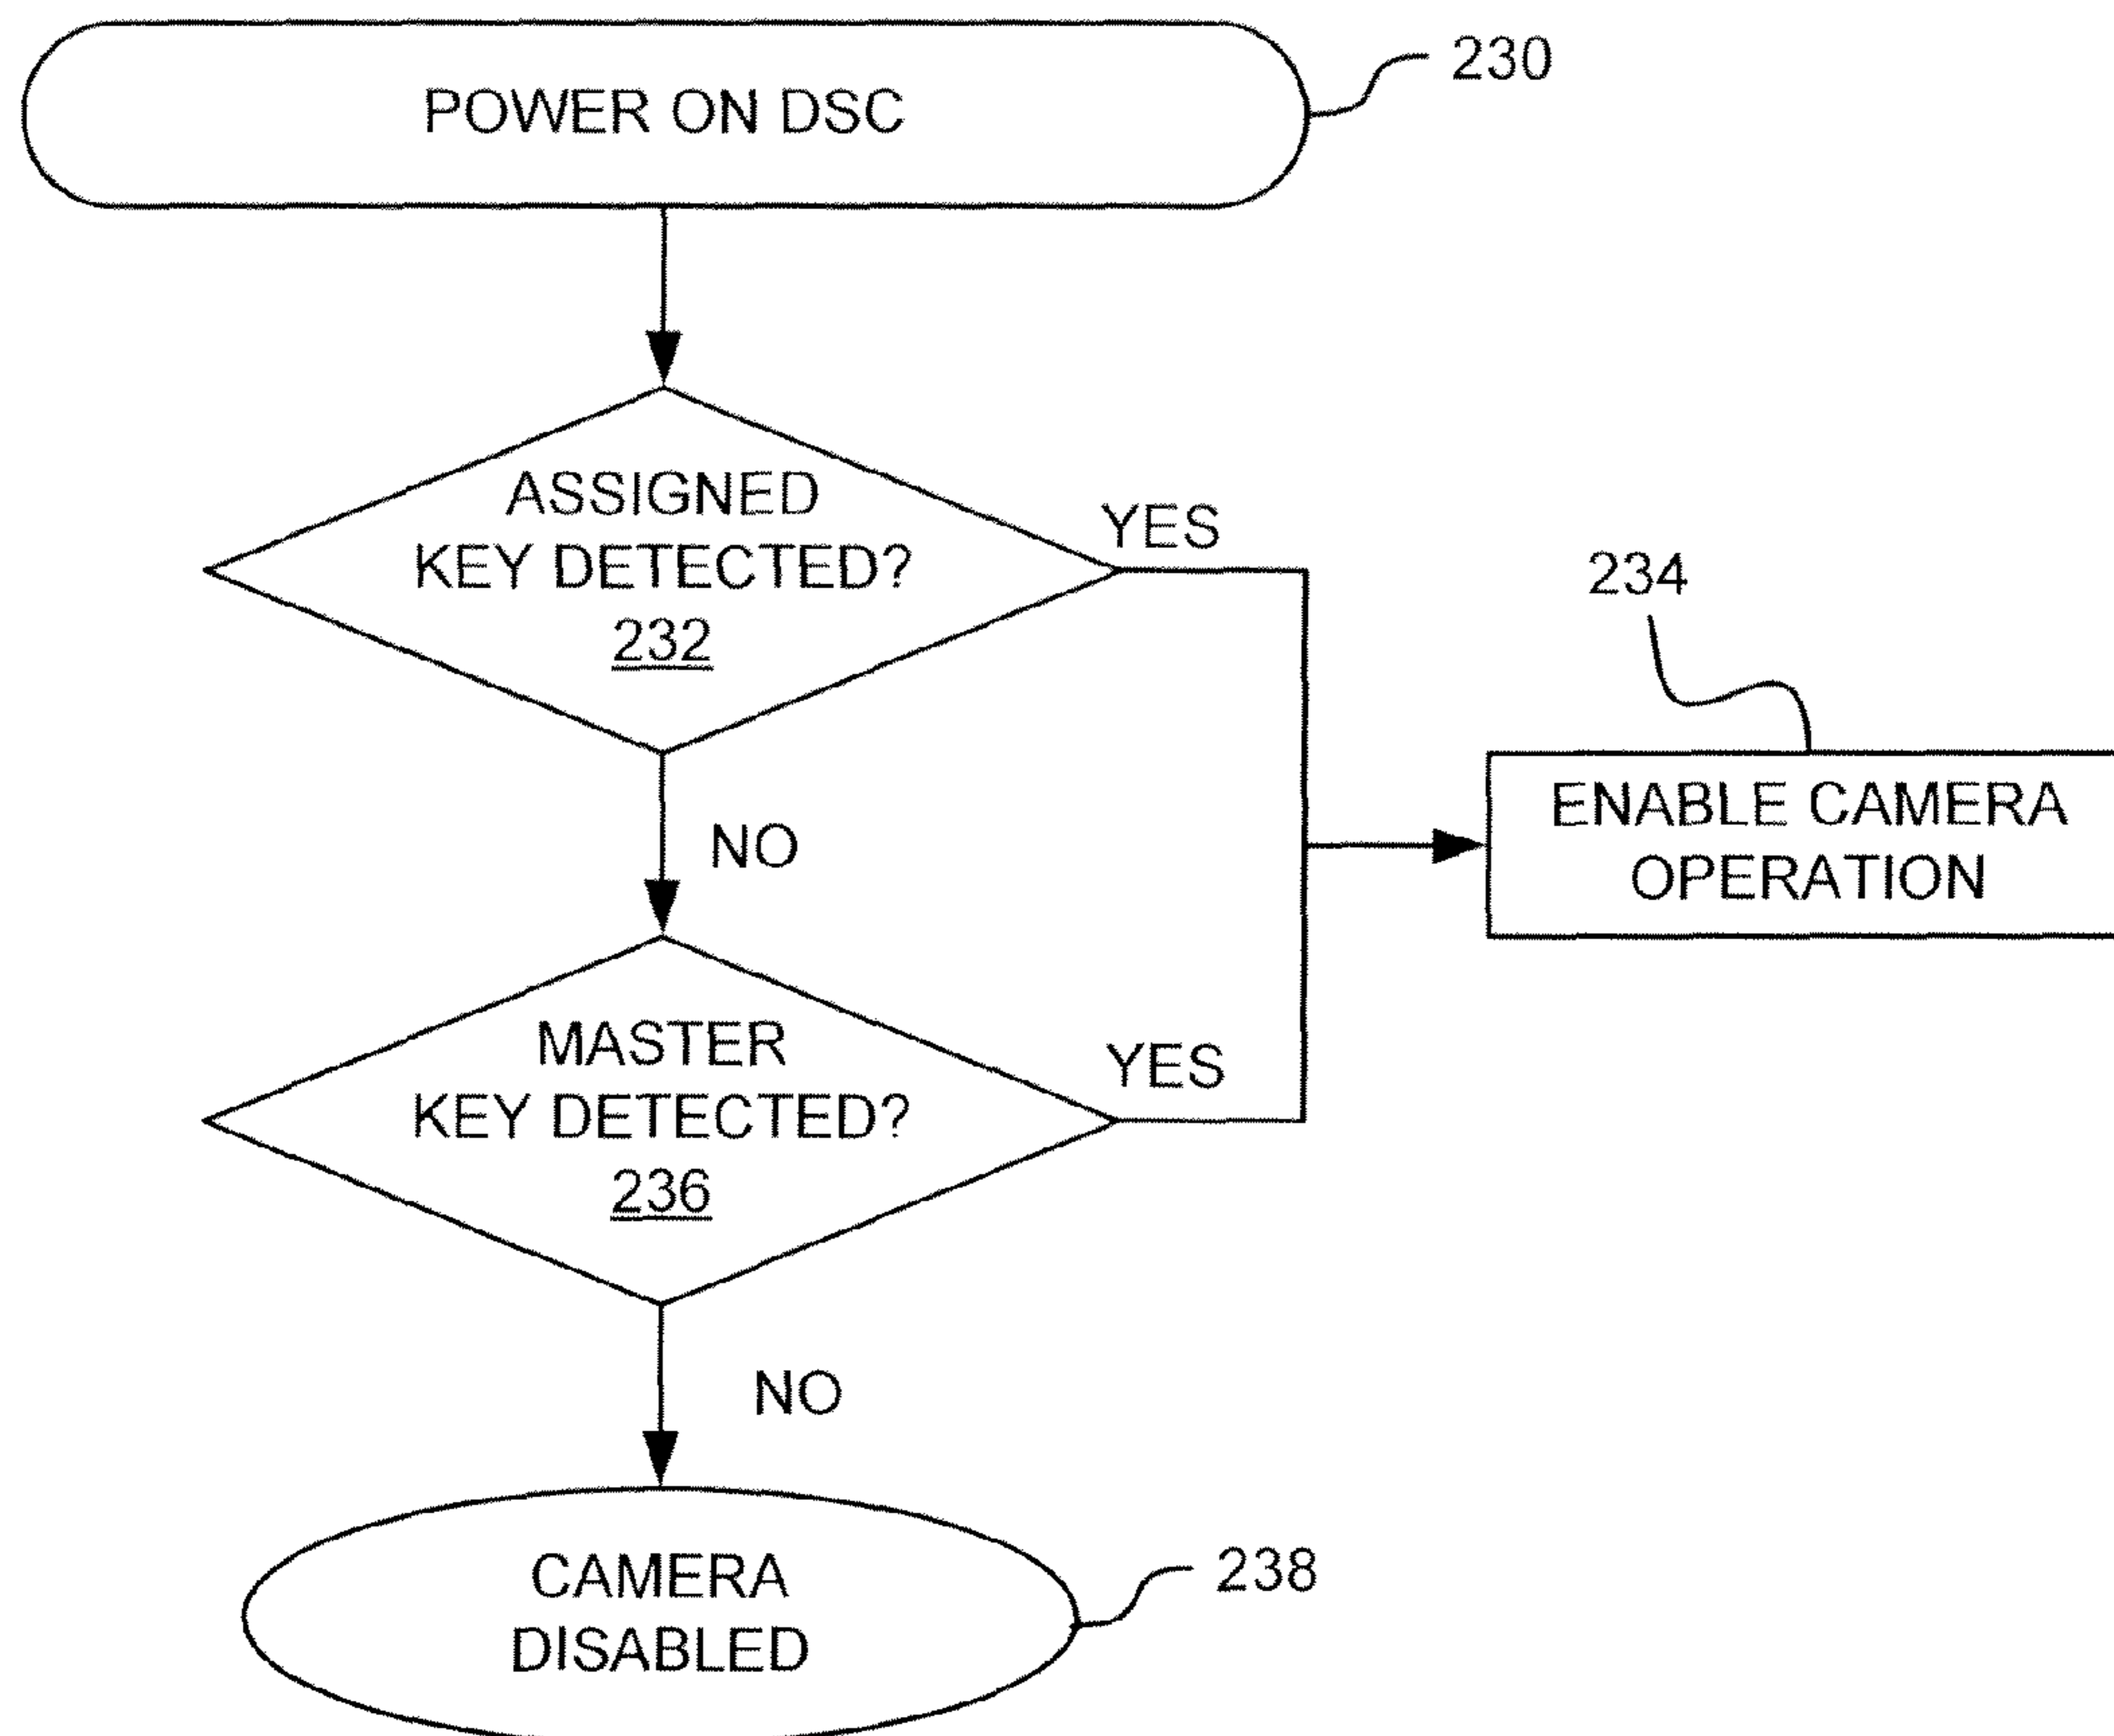 POWER ON DSC
230
ASSIGNED
KEY DETECTED?
232
YES
234
ENABLE CAMERA
OPERATION
NO
MASTER
KEY DETECTED?
236
YES
NO
CAMERA
DISABLED
238